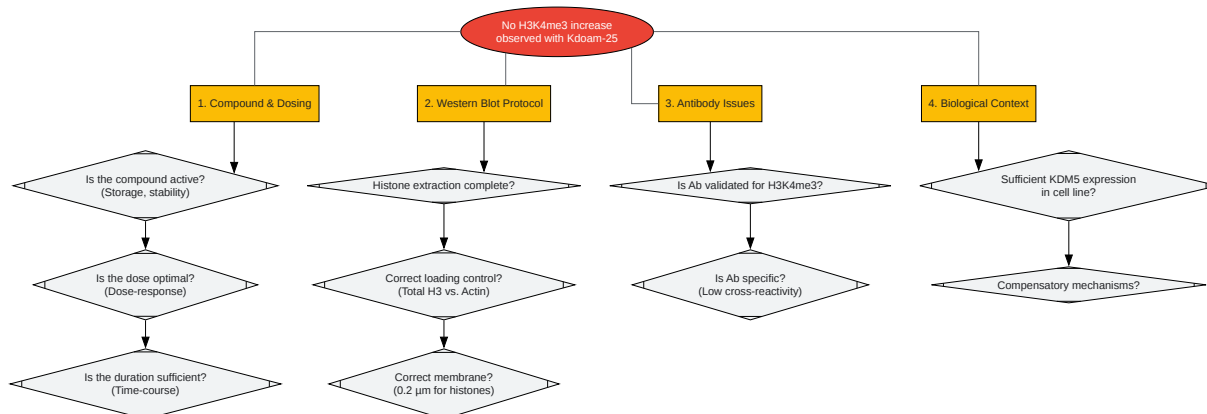 No H3K4me3 increase
observed with Kdoam-25
1. Compound & Dosing
2. Western Blot Protocol
3. Antibody Issues
4. Biological Context
Is the compound active?
(Storage, stability)
Histone extraction complete?
Is Ab validated for H3K4me3?
Sufficient KDM5 expression
in cell line?
Is the dose optimal?
(Dose-response)
Correct loading control?
(Total H3 vs. Actin)
Is Ab specific?
(Low cross-reactivity)
Compensatory mechanisms?
Is the duration sufficient?
(Time-course)
Correct membrane?
(0.2 µm for histones)